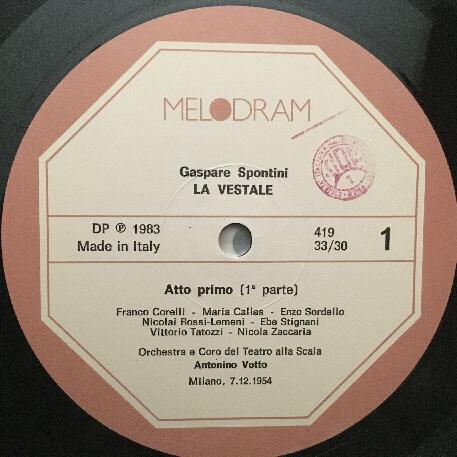 MELODRAM
Gaspare Spontini
LA VESTALE
DP ℗ 1983
Made in Italy
419
33/30
1
Atto primo (1ª parte)
Franco Corelli - Maria Callas - Enzo Sordello
Nicolai Rossi-Lemeni - Ebe Stignani
Vittorio Tatozzi - Nicola Zaccaria
Orchestra e Coro del Teatro alla Scala
Antonino Votto
Milano, 7.12.1954